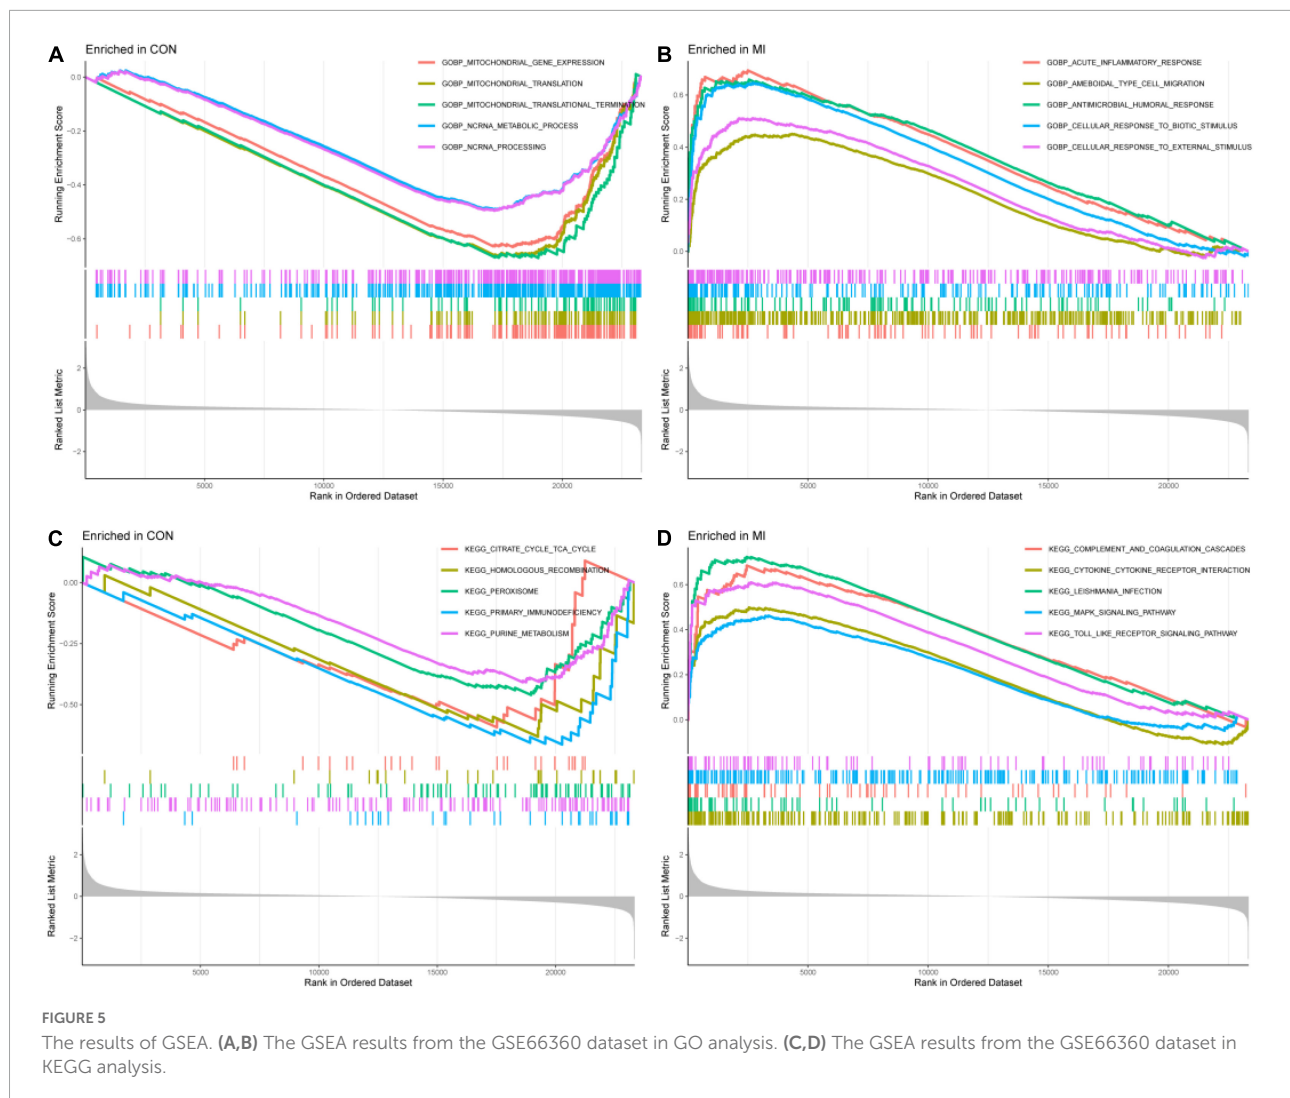 A
Enriched in CON
GOBP_MITOCHONDRIAL_GENE_EXPRESSION
GOBP_MITOCHONDRIAL_TRANSLATION
GOBP_MITOCHONDRIAL_TRANSLATIONAL_TERMINATION
GOBP_NCRNA_METABOLIC_PROCESS
GOBP_NCRNA_PROCESSING
Running Enrichment Score
0.0
−0.2
−0.4
−0.6
Ranked List Metric
2
0
−2
5000 10000 15000 20000
Rank in Ordered Dataset
B
Enriched in MI
GOBP_ACUTE_INFLAMMATORY_RESPONSE
GOBP_AMEBOIDAL_TYPE_CELL_MIGRATION
GOBP_ANTIMICROBIAL_HUMORAL_RESPONSE
GOBP_CELLULAR_RESPONSE_TO_BIOTIC_STIMULUS
GOBP_CELLULAR_RESPONSE_TO_EXTERNAL_STIMULUS
Running Enrichment Score
0.6
0.4
0.2
0.0
Ranked List Metric
2
0
−2
5000 10000 15000 20000
Rank in Ordered Dataset
C
Enriched in CON
KEGG_CITRATE_CYCLE_TCA_CYCLE
KEGG_HOMOLOGOUS_RECOMBINATION
KEGG_PEROXISOME
KEGG_PRIMARY_IMMUNODEFICIENCY
KEGG_PURINE_METABOLISM
Running Enrichment Score
0.00
−0.25
−0.50
Ranked List Metric
2
0
−2
5000 10000 15000 20000
Rank in Ordered Dataset
D
Enriched in MI
KEGG_COMPLEMENT_AND_COAGULATION_CASCADES
KEGG_CYTOKINE_CYTOKINE_RECEPTOR_INTERACTION
KEGG_LEISHMANIA_INFECTION
KEGG_MAPK_SIGNALING_PATHWAY
KEGG_TOLL_LIKE_RECEPTOR_SIGNALING_PATHWAY
Running Enrichment Score
0.6
0.4
0.2
0.0
Ranked List Metric
2
0
−2
5000 10000 15000 20000
Rank in Ordered Dataset
FIGURE 5
The results of GSEA. (A,B) The GSEA results from the GSE66360 dataset in GO analysis. (C,D) The GSEA results from the GSE66360 dataset in
KEGG analysis.